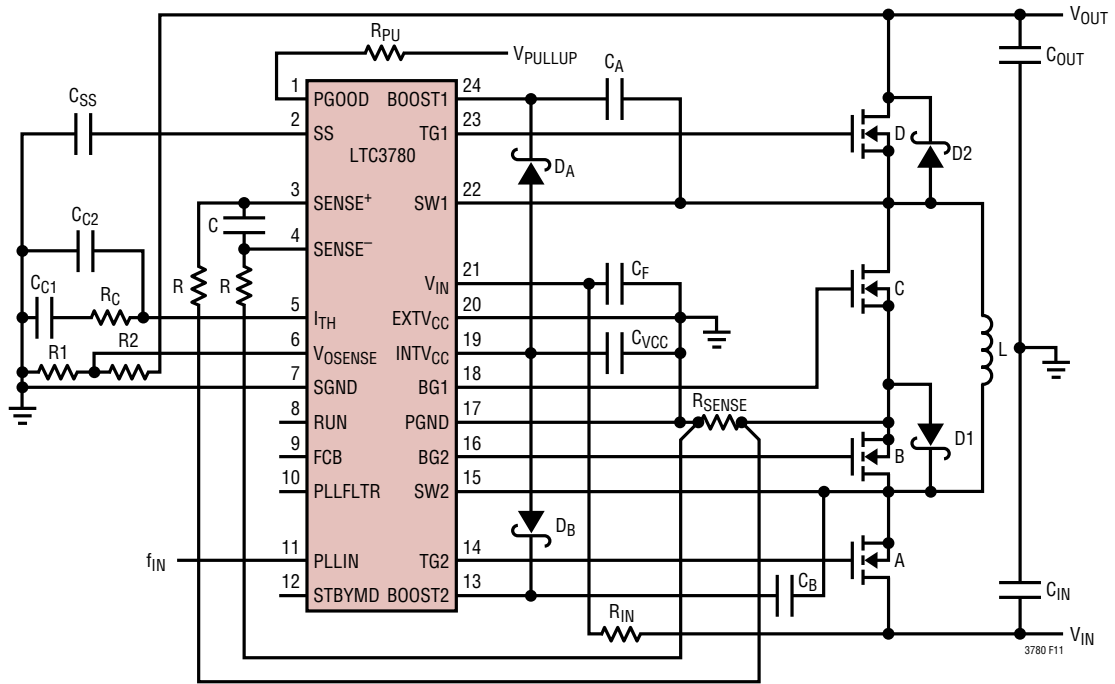 VOUT
RPU
VPULLUP
COUT
CSS
CA
1 PGOOD BOOST1 24
2 SS TG1 23
D
D2
LTC3780
DA
3 SENSE+ SW1 22
C
4 SENSE–
CC2
R R
VIN 21
CF
C
CC1 RC
5 ITH EXTVCC 20
R1 R2
6 VOSENSE INTVCC 19
CVCC
L
7 SGND BG1 18
RSENSE
8 RUN PGND 17
D1
9 FCB BG2 16
B
10 PLLFLTR SW2 15
DB
fIN
11 PLLIN TG2 14
A
12 STBYMD BOOST2 13
CB
CIN
RIN
VIN
3780 F11